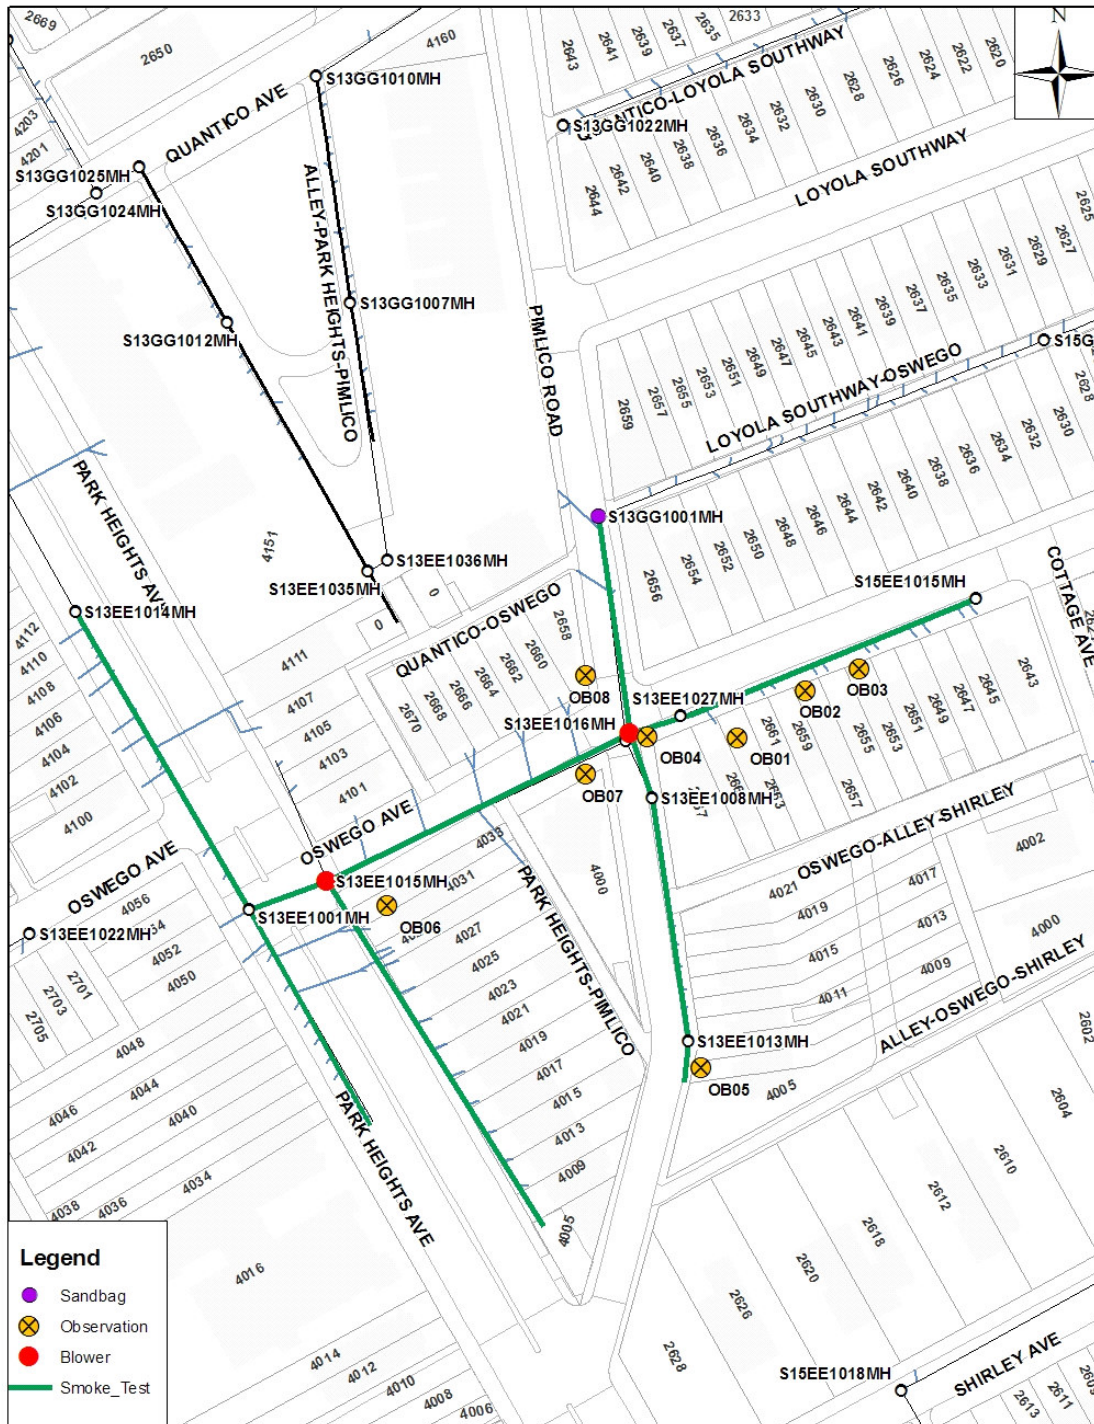 2669
2650
4160
2633
2635
2637
2639
2641
2643
N
2620
2622
2624
2626
2628
2630
2632
2634
2636
2638
2640
2642
2644
4203
4201
QUANTICO AVE
S13GG1010MH
S13GG1022MH
QUANTICO-LOYOLA SOUTHWAY
S13GG1025MH
S13GG1024MH
LOYOLA SOUTHWAY
ALLEY-PARK HEIGHTS-PIMLICO
S13GG1007MH
S13GG1012MH
PIMLICO ROAD
2625
2627
2629
2631
2633
2635
2637
2639
2641
2643
2645
2647
2649
2651
2653
2655
2657
2659
LOYOLA SOUTHWAY-OSWEGO
S15G
2628
2630
2632
2634
2636
2638
2640
2642
2644
2646
2648
2650
2652
2654
2656
PARK HEIGHTS AVE
4151
S13GG1001MH
S13EE1036MH
S13EE1035MH
S15EE1015MH
COTTAGE AVE
S13EE1014MH
0
0
QUANTICO-OSWEGO
2658
2660
2662
2664
2666
2668
2670
4112
4110
4108
4106
4104
4102
4100
4111
4107
4105
4103
4101
OB08
S13EE1027MH
S13EE1016MH
OB02
OB03
OB04
OB01
OB07
2643
2645
2647
2649
2651
2653
2655
2657
2659
2661
S13EE1008MH
OSWEGO AVE
OSWEGO AVE
OSWEGO-ALLEY-SHIRLEY
S13EE1015MH
S13EE1001MH
S13EE1022MH
OB06
4033
4031
4027
4025
4023
4021
4019
4017
4015
4013
4009
4005
4000
PARK HEIGHTS-PIMLICO
4002
4021
4017
4019
4013
4015
4009
4011
4000
ALLEY-OSWEGO-SHIRLEY
S13EE1013MH
OB05
4005
4056
4052
4050
2701
2703
2705
4048
4046
4044
4042
4040
4038
4036
4034
PARK HEIGHTS AVE
4016
4014
4012
4010
4008
4006
2602
2604
2610
2612
2618
2620
2626
2628
S15EE1018MH
SHIRLEY AVE
2613
2611
2609
Legend
Sandbag
Observation
Blower
Smoke_Test